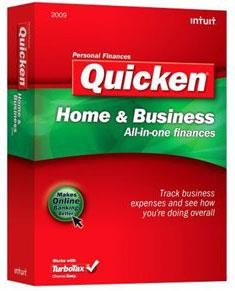 2009
intuit
Personal Finances
Quicken
Home & Business
All-in-one finances
Makes
Online
Banking
Better
Track business
expenses and see how
you're doing overall
Works with
TurboTax
Quicken
Home &
Business